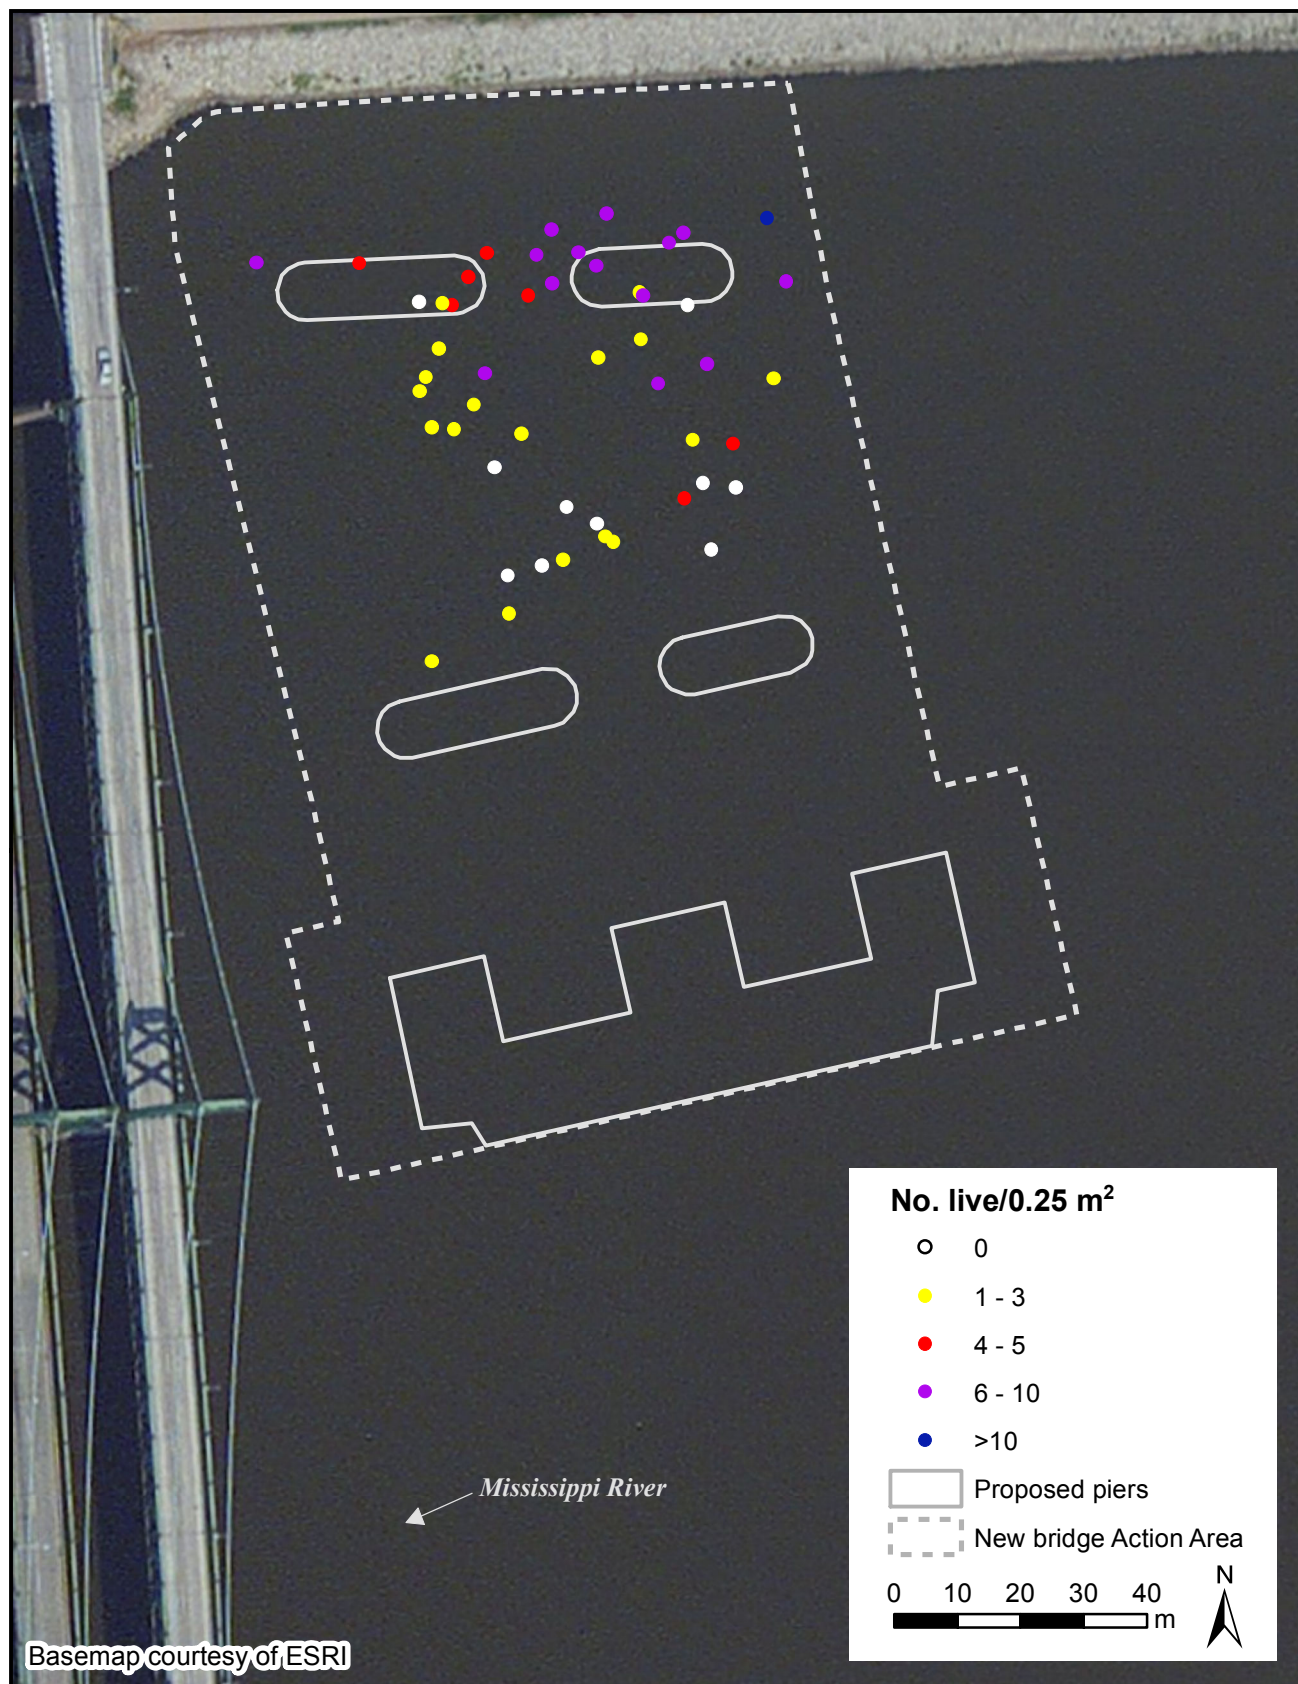 Mississippi River
No. live/0.25 m²
0
1 - 3
4 - 5
6 - 10
>10
Proposed piers
New bridge Action Area
N
0 10 20 30 40
m
Basemap courtesy of ESRI